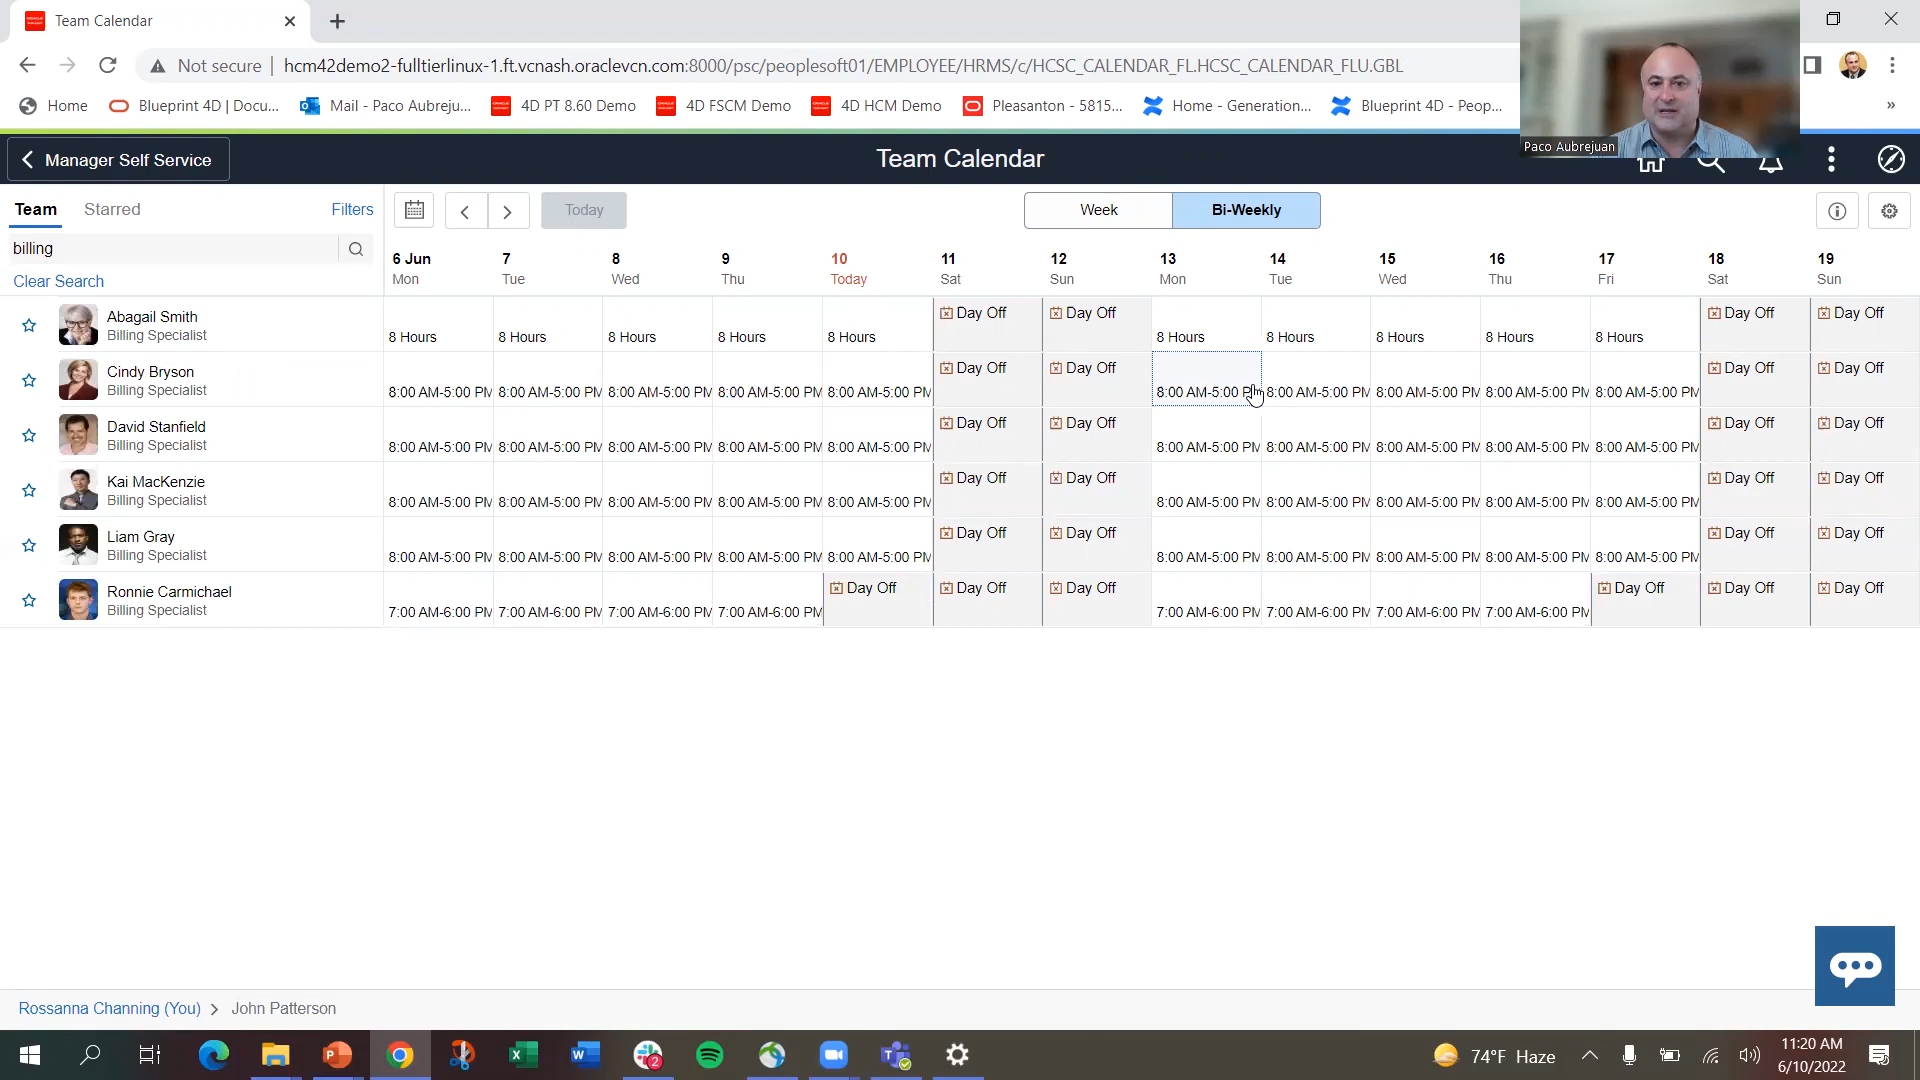 Team Calendar
Not secure hcm42demo2-fulltierlinux-1.ft.vcnash.oraclevcn.com:8000/psc/peoplesoft01/EMPLOYEE/HRMS/c/HCSC_CALENDAR_FL.HCSC_CALENDAR_FLU.GBL
Home Blueprint 4D | Docu... Mail - Paco Aubreju... 4D PT 8.60 Demo 4D FSCM Demo 4D HCM Demo Pleasanton - 5815... Home - Generation... Blueprint 4D - Peop... »
Paco Aubrejuan
Manager Self Service Team Calendar
Team Starred Filters Today Week Bi-Weekly
billing
Clear Search
6 Jun 7 8 9 10 11 12 13 14 15 16 17 18 19
Mon Tue Wed Thu Today Sat Sun Mon Tue Wed Thu Fri Sat Sun
Abagail Smith Day Off Day Off Day Off Day Off
Billing Specialist 8 Hours 8 Hours 8 Hours 8 Hours 8 Hours 8 Hours 8 Hours 8 Hours 8 Hours 8 Hours
Cindy Bryson Day Off Day Off Day Off Day Off
Billing Specialist 8:00 AM-5:00 PM 8:00 AM-5:00 PM 8:00 AM-5:00 PM 8:00 AM-5:00 PM 8:00 AM-5:00 PM 8:00 AM-5:00 PM 8:00 AM-5:00 PM 8:00 AM-5:00 PM 8:00 AM-5:00 PM 8:00 AM-5:00 PM
David Stanfield Day Off Day Off Day Off Day Off
Billing Specialist 8:00 AM-5:00 PM 8:00 AM-5:00 PM 8:00 AM-5:00 PM 8:00 AM-5:00 PM 8:00 AM-5:00 PM 8:00 AM-5:00 PM 8:00 AM-5:00 PM 8:00 AM-5:00 PM 8:00 AM-5:00 PM 8:00 AM-5:00 PM
Kai MacKenzie Day Off Day Off Day Off Day Off
Billing Specialist 8:00 AM-5:00 PM 8:00 AM-5:00 PM 8:00 AM-5:00 PM 8:00 AM-5:00 PM 8:00 AM-5:00 PM 8:00 AM-5:00 PM 8:00 AM-5:00 PM 8:00 AM-5:00 PM 8:00 AM-5:00 PM 8:00 AM-5:00 PM
Liam Gray Day Off Day Off Day Off Day Off
Billing Specialist 8:00 AM-5:00 PM 8:00 AM-5:00 PM 8:00 AM-5:00 PM 8:00 AM-5:00 PM 8:00 AM-5:00 PM 8:00 AM-5:00 PM 8:00 AM-5:00 PM 8:00 AM-5:00 PM 8:00 AM-5:00 PM 8:00 AM-5:00 PM
Ronnie Carmichael Day Off Day Off Day Off Day Off Day Off Day Off
Billing Specialist 7:00 AM-6:00 PM 7:00 AM-6:00 PM 7:00 AM-6:00 PM 7:00 AM-6:00 PM 7:00 AM-6:00 PM 7:00 AM-6:00 PM 7:00 AM-6:00 PM 7:00 AM-6:00 PM
Rossanna Channing (You) > John Patterson
2
74°F Haze
11:20 AM
6/10/2022